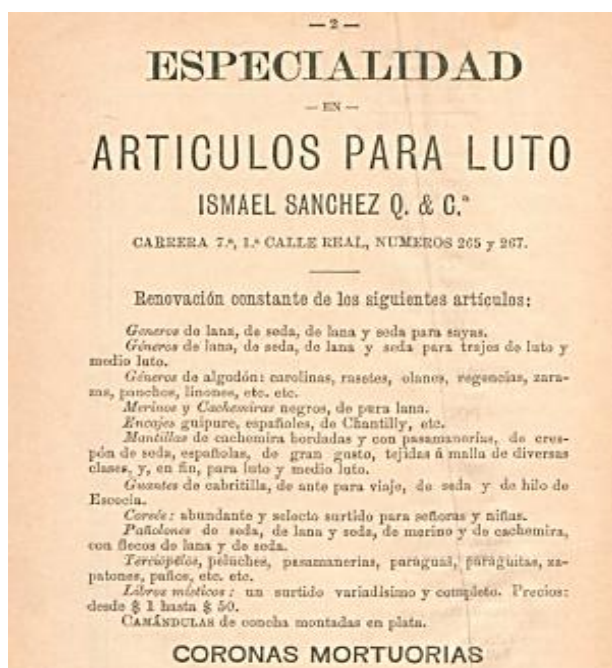 — 2 —
ESPECIALIDAD
— EN —
ARTICULOS PARA LUTO
ISMAEL SANCHEZ Q. & C.ª
CARRERA 7.ª, 1.ª CALLE REAL, NUMEROS 265 y 267.
Renovación constante de los siguientes artículos:
Generos de lana, de seda, de lana y seda para sayas.
Géneros de lana, de seda, de lana y seda para trajes de luto y
medio luto.
Géneros de algodón: carolinas, rasetes, olanes, regencias, zara-
zas, panchos, linones, etc. etc.
Merinos y Cachemiras negros, de pura lana.
Encajes guipure, españoles, de Chantilly, etc.
Mantillas de cachemira bordadas y con pasamanerías, de cres-
pón de seda, españolas, de gran gusto, tejidas á malla de diversas
clases, y, en fin, para luto y medio luto.
Guantes de cabritilla, de ante para viaje, de seda y de hilo de
Escocia.
Corsés: abundante y selecto surtido para señoras y niñas.
Pañolones de seda, de lana y seda, de merino y de cachemira,
con flecos de lana y de seda.
Terciopelos, peluches, pasamanerías, paraguas, paragüitas, za-
patones, paños, etc. etc.
Libros místicos: un surtido variadísimo y completo. Precios:
desde $ 1 hasta $ 50.
CAMÁNDULAS de concha montadas en plata.
CORONAS MORTUORIAS